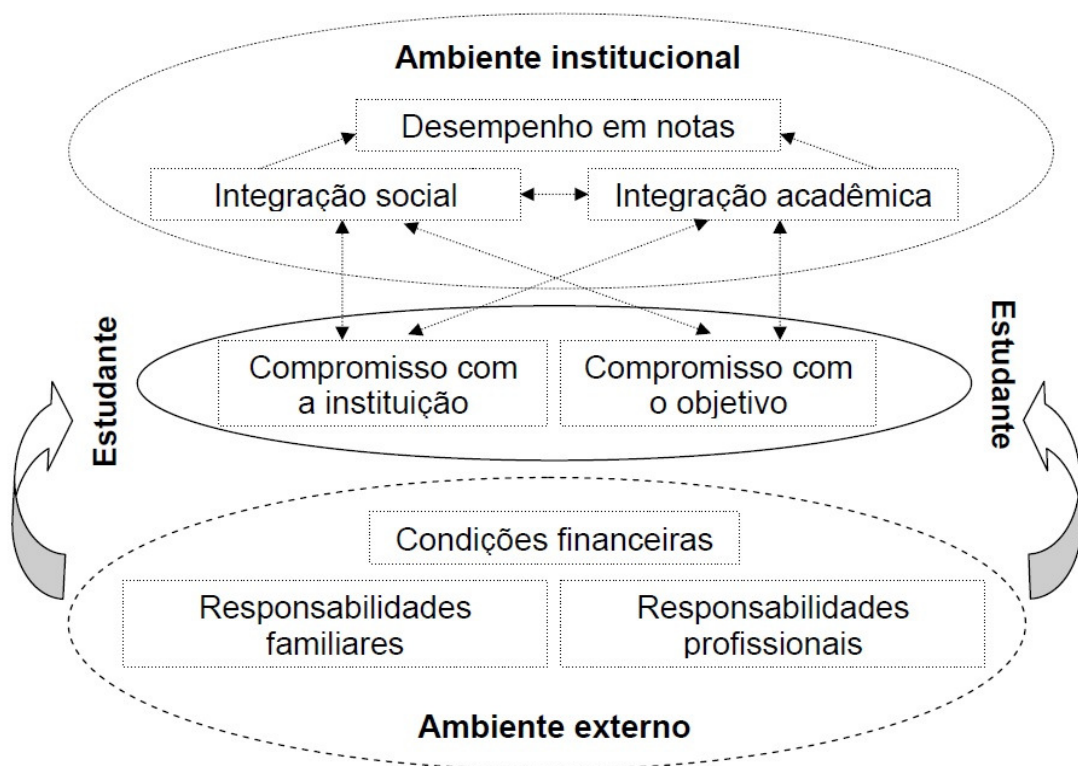 Ambiente institucional
Desempenho em notas
Integração social
Integração acadêmica
Estudante
Compromisso com
a instituição
Compromisso com
o objetivo
Estudante
Condições financeiras
Responsabilidades
familiares
Responsabilidades
profissionais
Ambiente externo